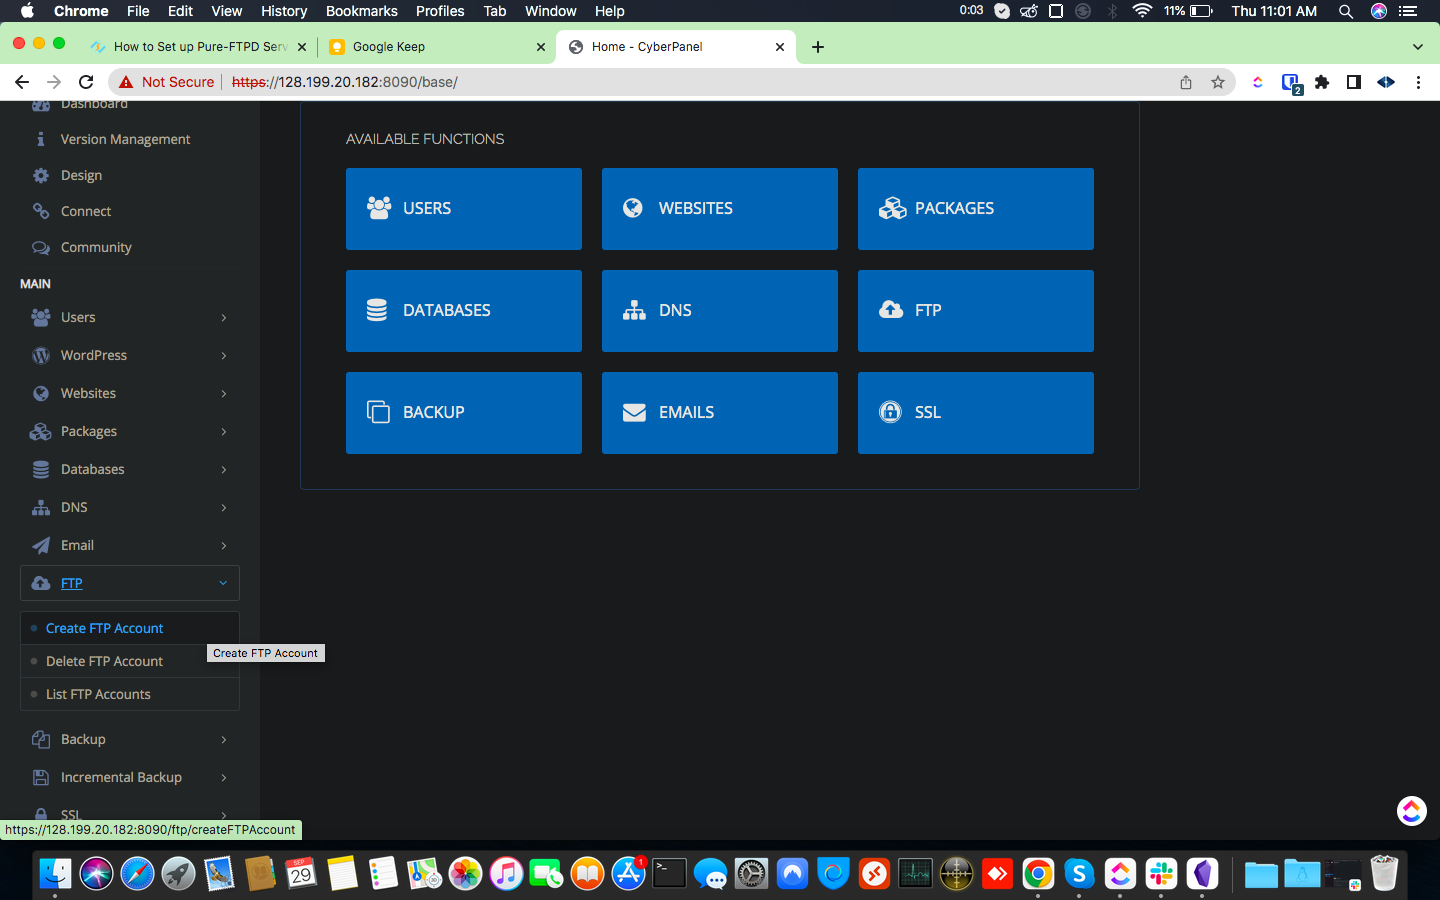 Chrome File Edit View History Bookmarks Profiles Tab Window Help 0:03 11% Thu 11:01 AM
How to Set up Pure-FTPD Serv
Google Keep
Home - CyberPanel
Not Secure https://128.199.20.182:8090/base/
2
Dashboard
Version Management
Design
Connect
Community
MAIN
Users
WordPress
Websites
Packages
Databases
DNS
Email
FTP
Create FTP Account
Create FTP Account
Delete FTP Account
List FTP Accounts
Backup
Incremental Backup
SSL
https://128.199.20.182:8090/ftp/createFTPAccount
AVAILABLE FUNCTIONS
USERS
WEBSITES
PACKAGES
DATABASES
DNS
FTP
BACKUP
EMAILS
SSL
SEP
29
1